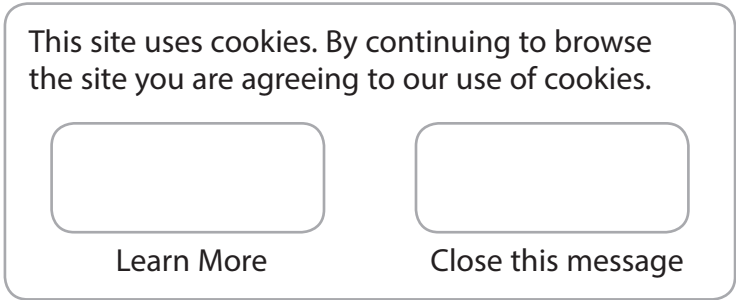 This site uses cookies. By continuing to browse
the site you are agreeing to our use of cookies.
Learn More
Close this message